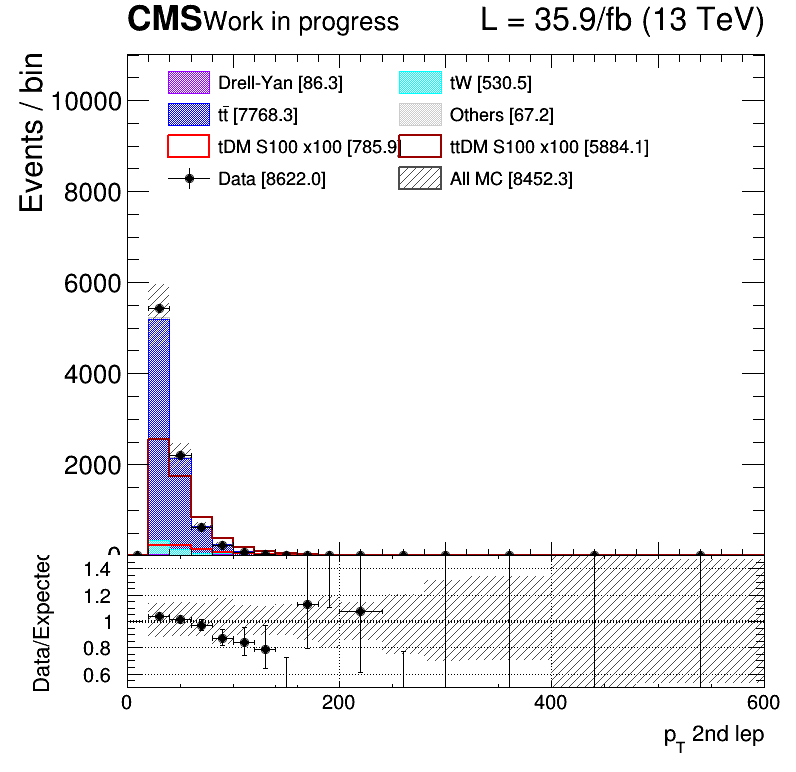 CMS Work in progress L = 35.9/fb (13 TeV)
Events / bin
Drell-Yan [86.3] tW [530.5]
tt̄ [7768.3] Others [67.2]
tDM S100 x100 [785.9] ttDM S100 x100 [5884.1]
Data [8622.0] All MC [8452.3]
10000
8000
6000
4000
2000
0
Data/Expected
1.4
1.2
1
0.8
0.6
0 200 400 600
pT 2nd lep